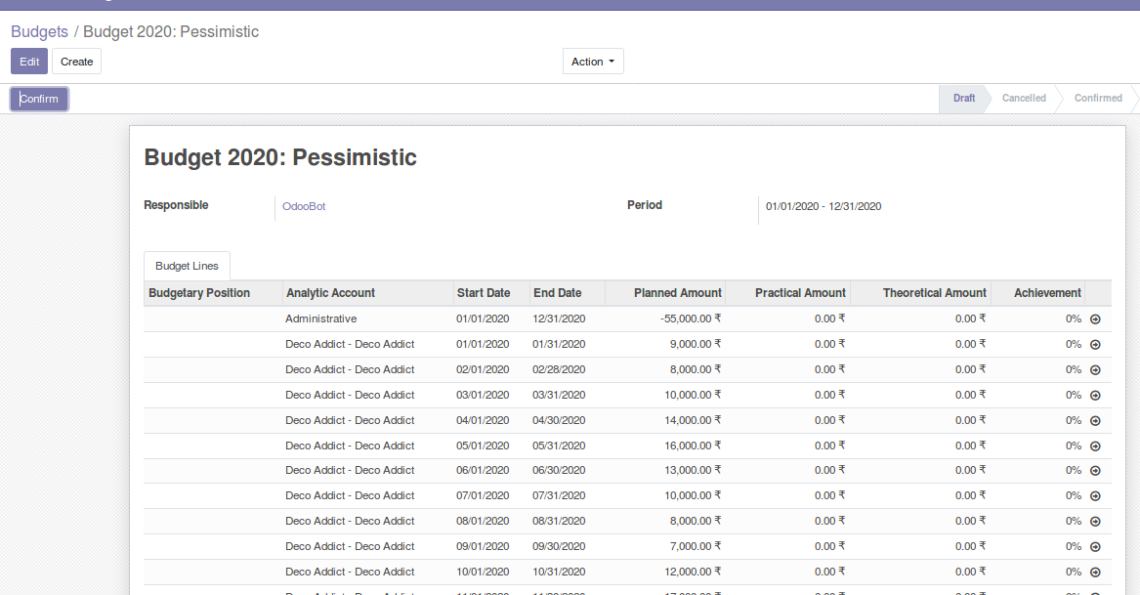 Budgets / Budget 2020: Pessimistic
Edit Create Action
Confirm Draft Cancelled Confirmed
Budget 2020: Pessimistic
Responsible OdooBot Period 01/01/2020 - 12/31/2020
Budget Lines
Budgetary Position Analytic Account Start Date End Date Planned Amount Practical Amount Theoretical Amount Achievement
Administrative 01/01/2020 12/31/2020 -55,000.00 ₹ 0.00 ₹ 0.00 ₹ 0%
Deco Addict - Deco Addict 01/01/2020 01/31/2020 9,000.00 ₹ 0.00 ₹ 0.00 ₹ 0%
Deco Addict - Deco Addict 02/01/2020 02/28/2020 8,000.00 ₹ 0.00 ₹ 0.00 ₹ 0%
Deco Addict - Deco Addict 03/01/2020 03/31/2020 10,000.00 ₹ 0.00 ₹ 0.00 ₹ 0%
Deco Addict - Deco Addict 04/01/2020 04/30/2020 14,000.00 ₹ 0.00 ₹ 0.00 ₹ 0%
Deco Addict - Deco Addict 05/01/2020 05/31/2020 16,000.00 ₹ 0.00 ₹ 0.00 ₹ 0%
Deco Addict - Deco Addict 06/01/2020 06/30/2020 13,000.00 ₹ 0.00 ₹ 0.00 ₹ 0%
Deco Addict - Deco Addict 07/01/2020 07/31/2020 10,000.00 ₹ 0.00 ₹ 0.00 ₹ 0%
Deco Addict - Deco Addict 08/01/2020 08/31/2020 8,000.00 ₹ 0.00 ₹ 0.00 ₹ 0%
Deco Addict - Deco Addict 09/01/2020 09/30/2020 7,000.00 ₹ 0.00 ₹ 0.00 ₹ 0%
Deco Addict - Deco Addict 10/01/2020 10/31/2020 12,000.00 ₹ 0.00 ₹ 0.00 ₹ 0%